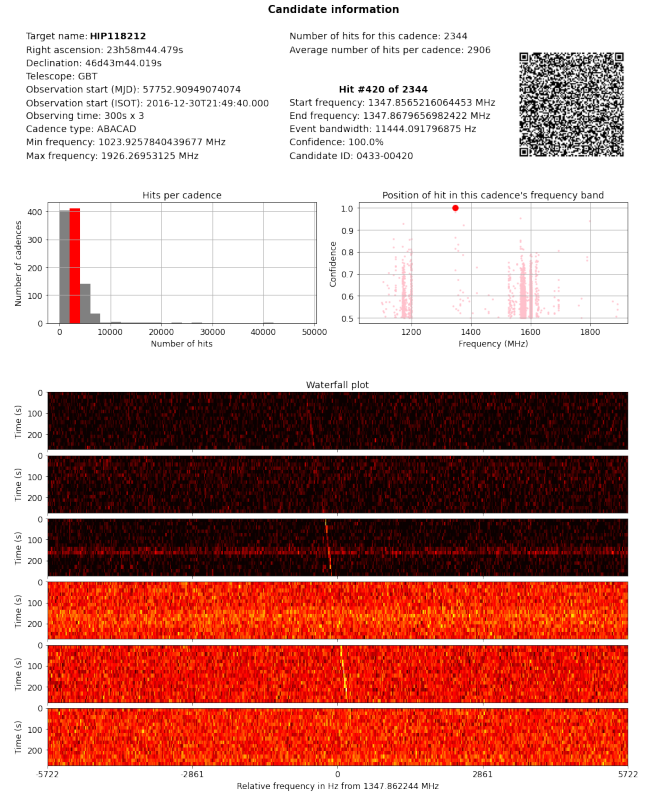 Candidate information
Target name: HIP118212
Right ascension: 23h58m44.479s
Declination: 46d43m44.019s
Telescope: GBT
Observation start (MJD): 57752.90949074074
Observation start (ISOT): 2016-12-30T21:49:40.000
Observing time: 300s x 3
Cadence type: ABACAD
Min frequency: 1023.9257840439677 MHz
Max frequency: 1926.26953125 MHz
Number of hits for this cadence: 2344
Average number of hits per cadence: 2906
Hit #420 of 2344
Start frequency: 1347.8565216064453 MHz
End frequency: 1347.8679656982422 MHz
Event bandwidth: 11444.091796875 Hz
Confidence: 100.0%
Candidate ID: 0433-00420
Hits per cadence
Number of cadences
400
300
200
100
0
0 10000 20000 30000 40000 50000
Number of hits
Position of hit in this cadence's frequency band
Confidence
1.0
0.9
0.8
0.7
0.6
0.5
1200 1400 1600 1800
Frequency (MHz)
Waterfall plot
Time (s)
0
100
200
Time (s)
0
100
200
Time (s)
0
100
200
Time (s)
0
100
200
Time (s)
0
100
200
Time (s)
0
100
200
-5722 -2861 0 2861 5722
Relative frequency in Hz from 1347.862244 MHz